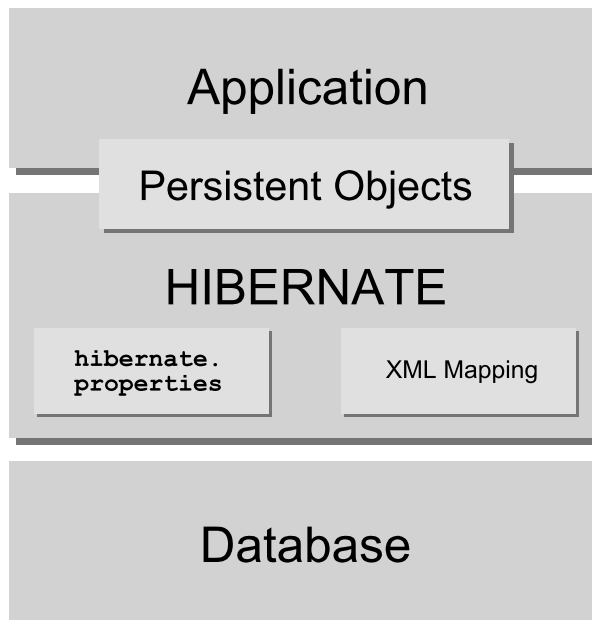 Application
Persistent Objects
HIBERNATE
hibernate.
properties
XML Mapping
Database